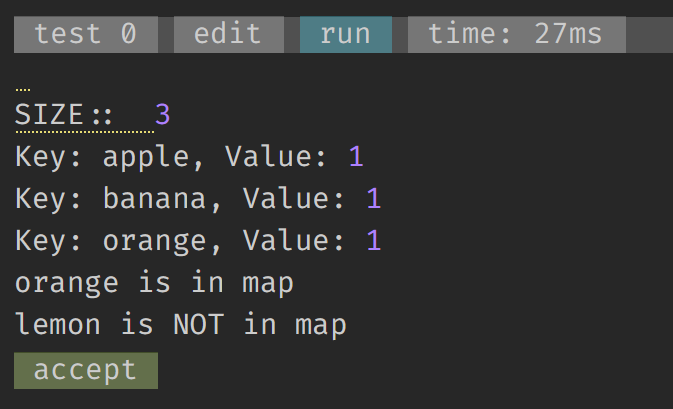 test 0 edit run time: 27ms
SIZE::  3
Key: apple, Value: 1
Key: banana, Value: 1
Key: orange, Value: 1
orange is in map
lemon is NOT in map
accept